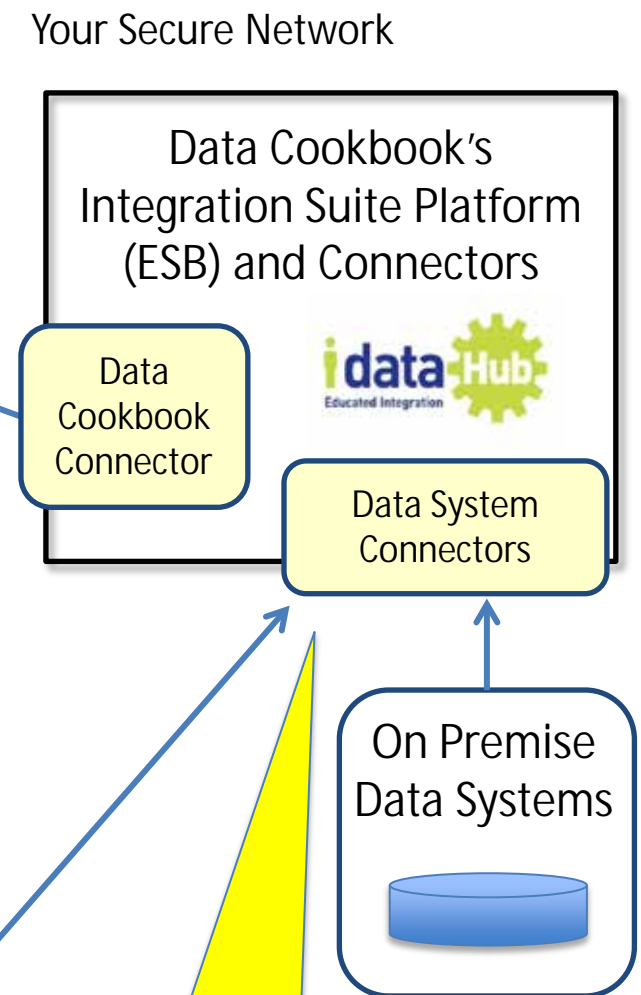 Your Secure Network
Data Cookbook's
Integration Suite Platform
(ESB) and Connectors
idata Hub
Educated Integration
Data
Cookbook
Connector
Data System
Connectors
On Premise
Data Systems